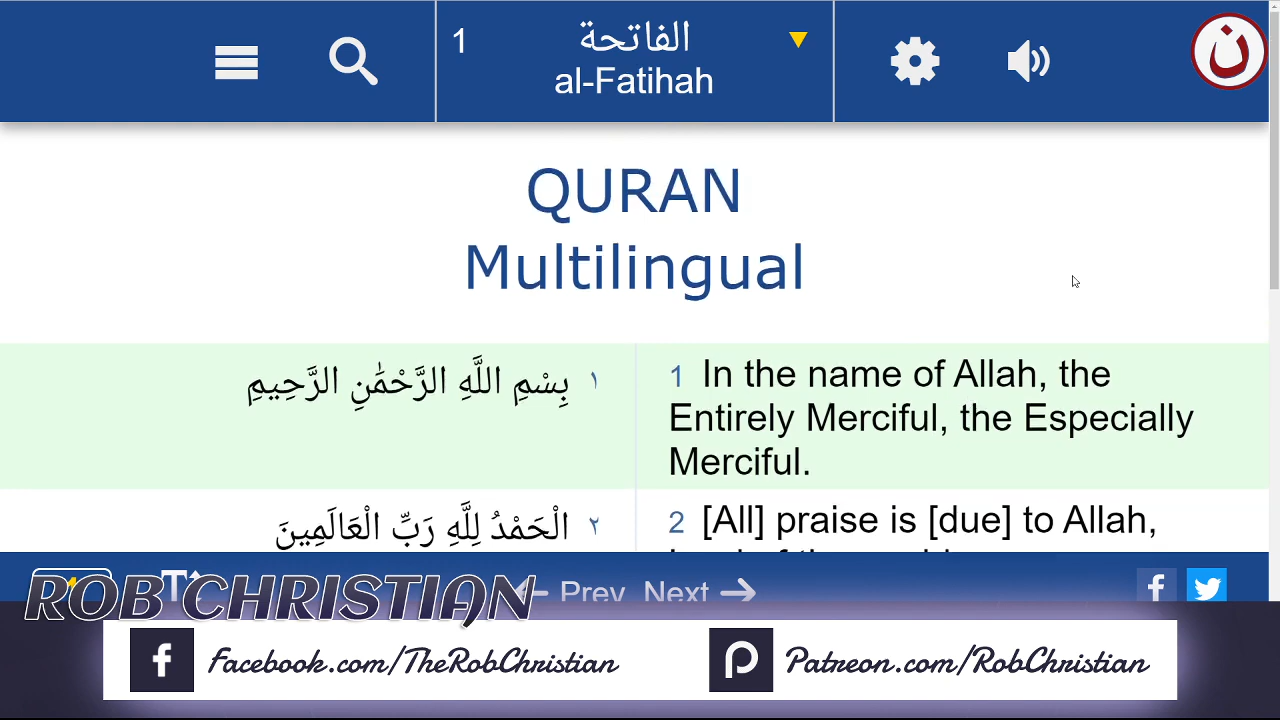 1
الفاتحة
al-Fatihah
ن
QURAN
Multilingual
بِسْمِ اللَّهِ الرَّحْمَٰنِ الرَّحِيمِ ١
1 In the name of Allah, the
Entirely Merciful, the Especially
Merciful.
الْحَمْدُ لِلَّهِ رَبِّ الْعَالَمِينَ ٢
2 [All] praise is [due] to Allah,
Prev Next
ROB CHRISTIAN
Facebook.com/TheRobChristian
Patreon.com/RobChristian